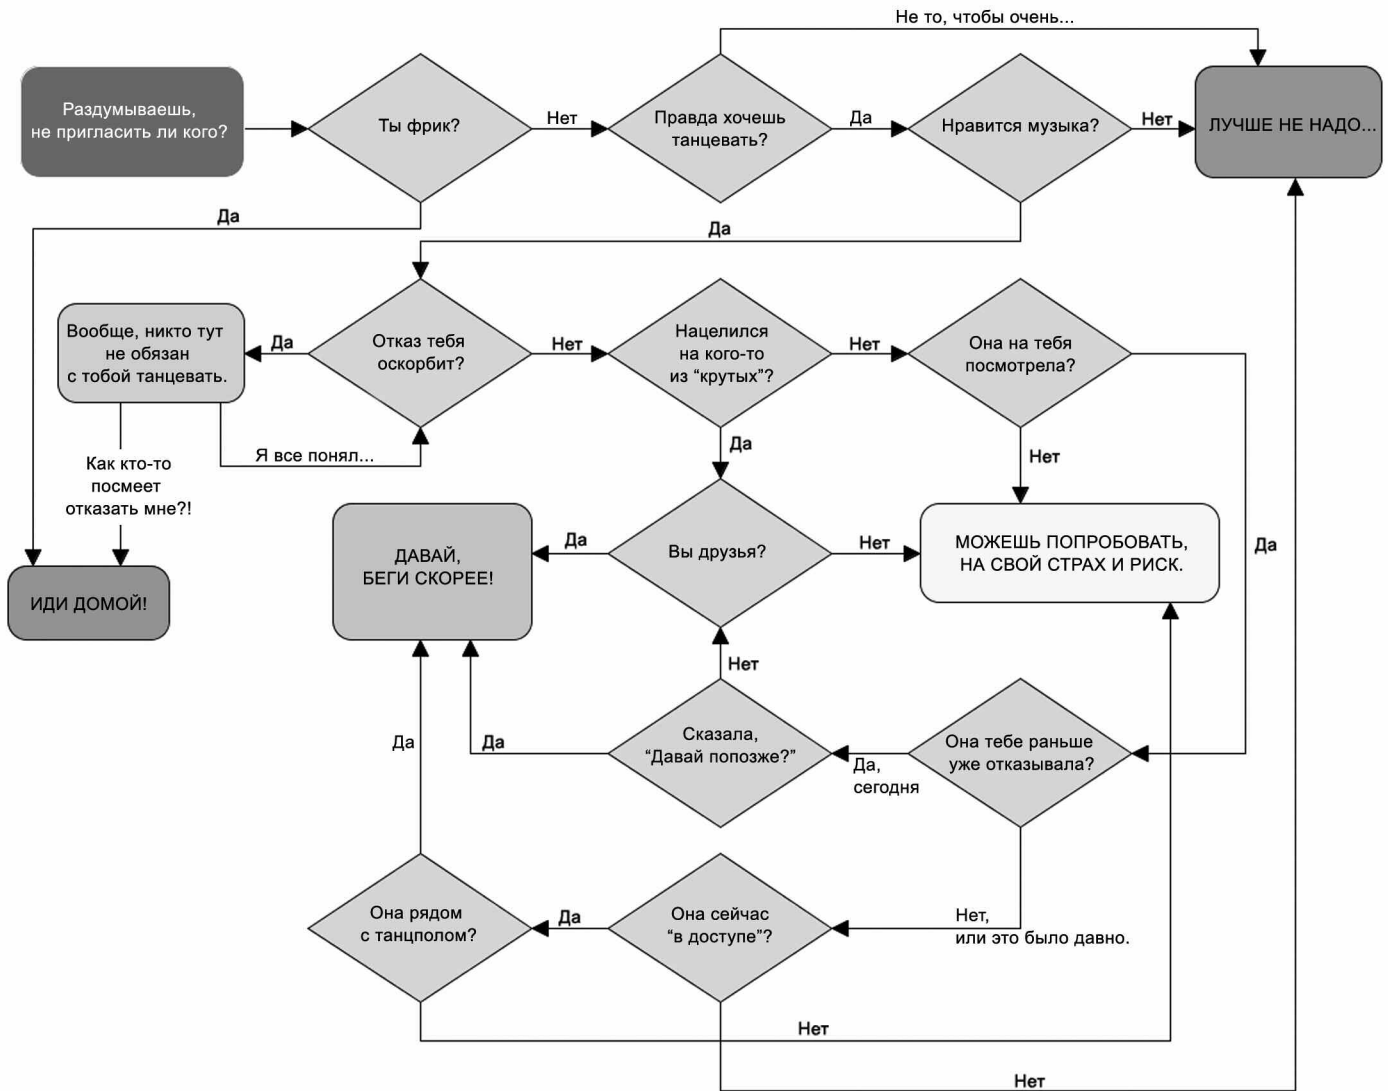 Не то, чтобы очень...
Раздумываешь,
не пригласить ли кого?
Ты фрик?
Нет
Правда хочешь
танцевать?
Да
Нравится музыка?
Нет
ЛУЧШЕ НЕ НАДО...
Да
Да
Вообще, никто тут
не обязан
с тобой танцевать.
Да
Отказ тебя
оскорбит?
Нет
Нацелился
на кого-то
из “крутых”?
Нет
Она на тебя
посмотрела?
Да
Нет
Я все понял...
Как кто-то
посмеет
отказать мне?!
ИДИ ДОМОЙ!
ДАВАЙ,
БЕГИ СКОРЕЕ!
Да
Вы друзья?
Нет
МОЖЕШЬ ПОПРОБОВАТЬ,
НА СВОЙ СТРАХ И РИСК.
Да
Нет
Да
Да
Сказала,
“Давай попозже?”
Да,
сегодня
Она тебе раньше
уже отказывала?
Она рядом
с танцполом?
Да
Она сейчас
“в доступе”?
Нет,
или это было давно.
Нет
Нет